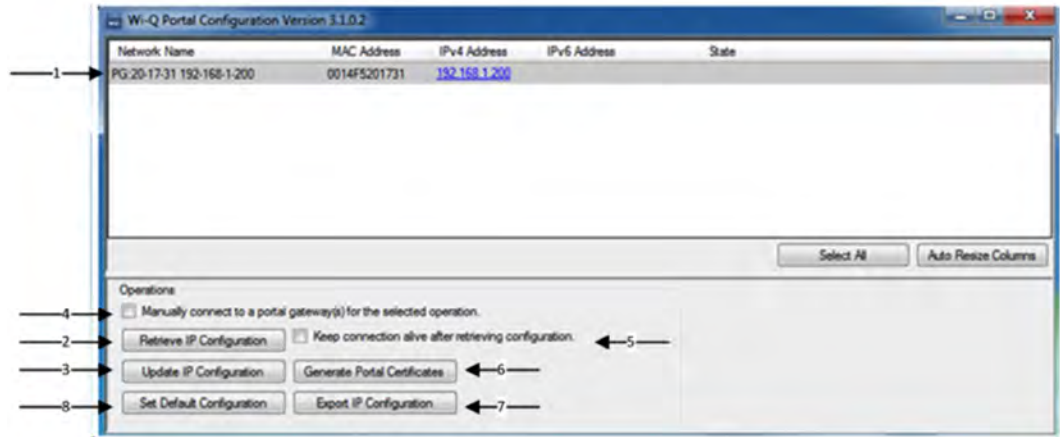 Wi-Q Portal Configuration Version 3.1.0.2
Network Name MAC Address IPv4 Address IPv6 Address State
1 PG:20-17-31 192-168-1-200 0014F5201731 192.168.1.200
Select All Auto Resize Columns
Operations
4 Manually connect to a portal gateway(s) for the selected operation.
2 Retrieve IP Configuration Keep connection alive after retrieving configuration. 5
3 Update IP Configuration Generate Portal Certificates 6
8 Set Default Configuration Export IP Configuration 7